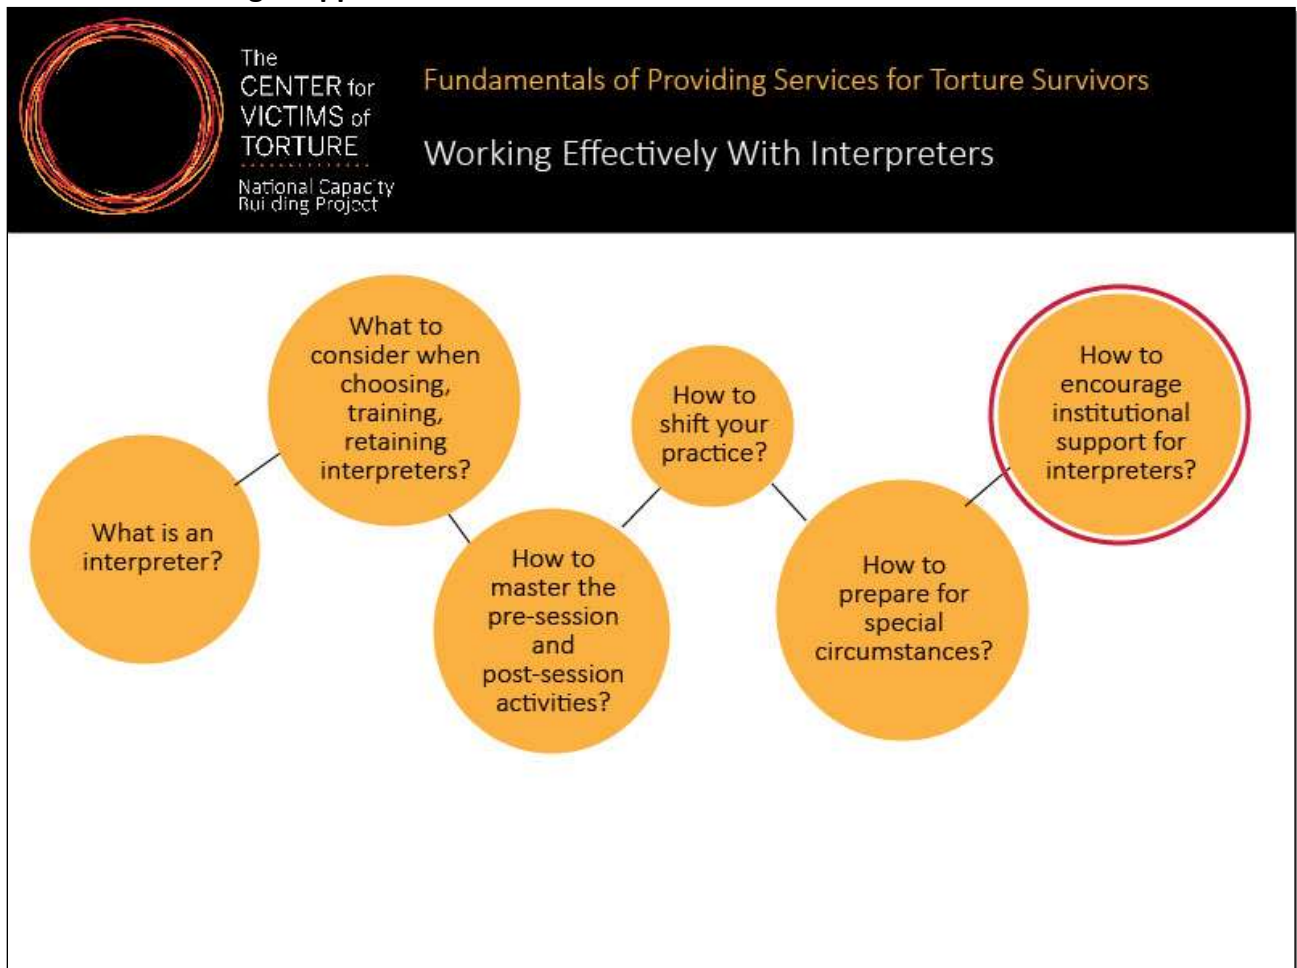 The
CENTER for
VICTIMS of
TORTURE
National Capacity
Building Project
Fundamentals of Providing Services for Torture Survivors
Working Effectively With Interpreters
What is an
interpreter?
What to
consider when
choosing,
training,
retaining
interpreters?
How to
master the
pre-session
and
post-session
activities?
How to
shift your
practice?
How to
prepare for
special
circumstances?
How to
encourage
institutional
support for
interpreters?